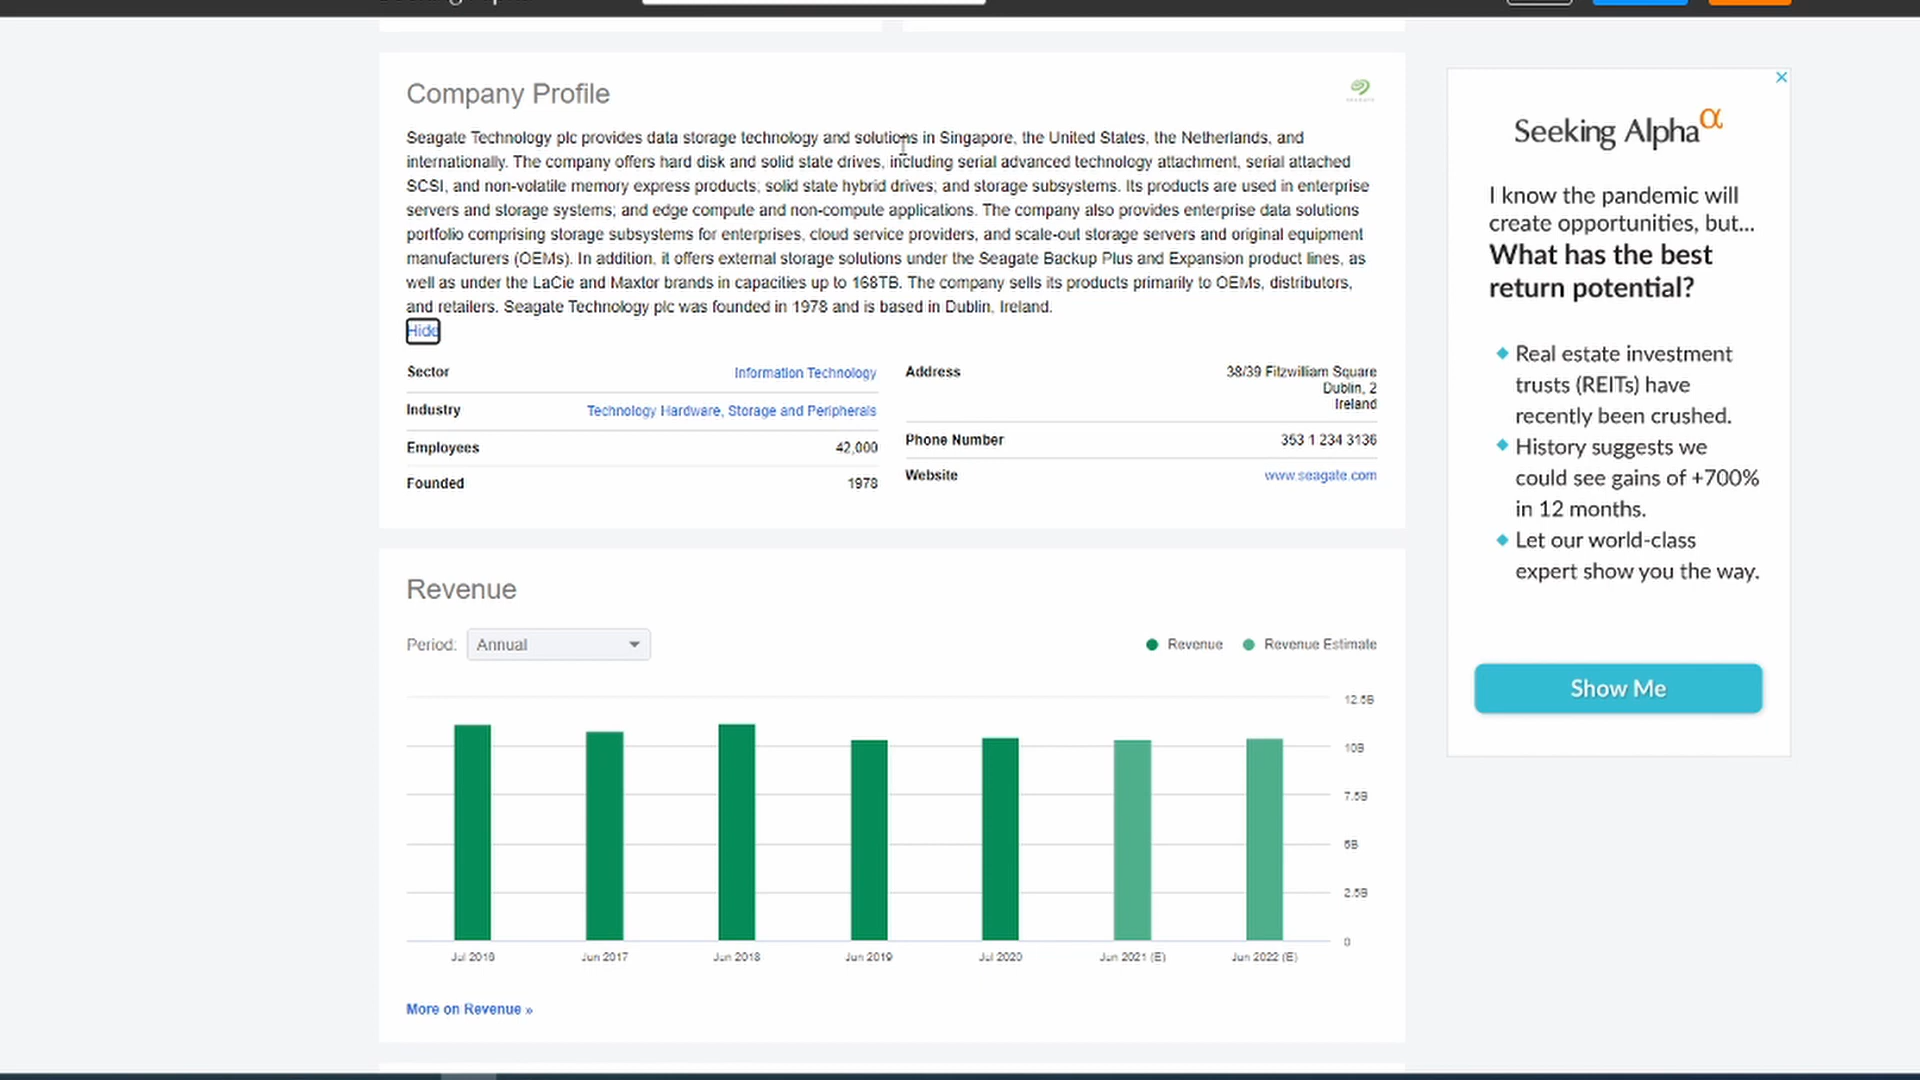 Company Profile
Seagate Technology plc provides data storage technology and solutions in Singapore, the United States, the Netherlands, and
internationally. The company offers hard disk and solid state drives, including serial advanced technology attachment, serial attached
SCSI, and non-volatile memory express products; solid state hybrid drives; and storage subsystems. Its products are used in enterprise
servers and storage systems; and edge compute and non-compute applications. The company also provides enterprise data solutions
portfolio comprising storage subsystems for enterprises, cloud service providers, and scale-out storage servers and original equipment
manufacturers (OEMs). In addition, it offers external storage solutions under the Seagate Backup Plus and Expansion product lines, as
well as under the LaCie and Maxtor brands in capacities up to 168TB. The company sells its products primarily to OEMs, distributors,
and retailers. Seagate Technology plc was founded in 1978 and is based in Dublin, Ireland.
Hide
Sector
Information Technology
Industry
Technology Hardware, Storage and Peripherals
Employees
42,000
Founded
1978
Address
38/39 Fitzwilliam Square
Dublin, 2
Ireland
Phone Number
353 1 234 3136
Website
www.seagate.com
Revenue
Period:
Annual
Revenue
Revenue Estimate
12.5B
10B
7.5B
5B
2.5B
0
Jul 2016
Jun 2017
Jun 2018
Jun 2019
Jul 2020
Jun 2021 (E)
Jun 2022 (E)
More on Revenue »
Seeking Alphaα
I know the pandemic will
create opportunities, but...
What has the best
return potential?
Real estate investment
trusts (REITs) have
recently been crushed.
History suggests we
could see gains of +700%
in 12 months.
Let our world-class
expert show you the way.
Show Me